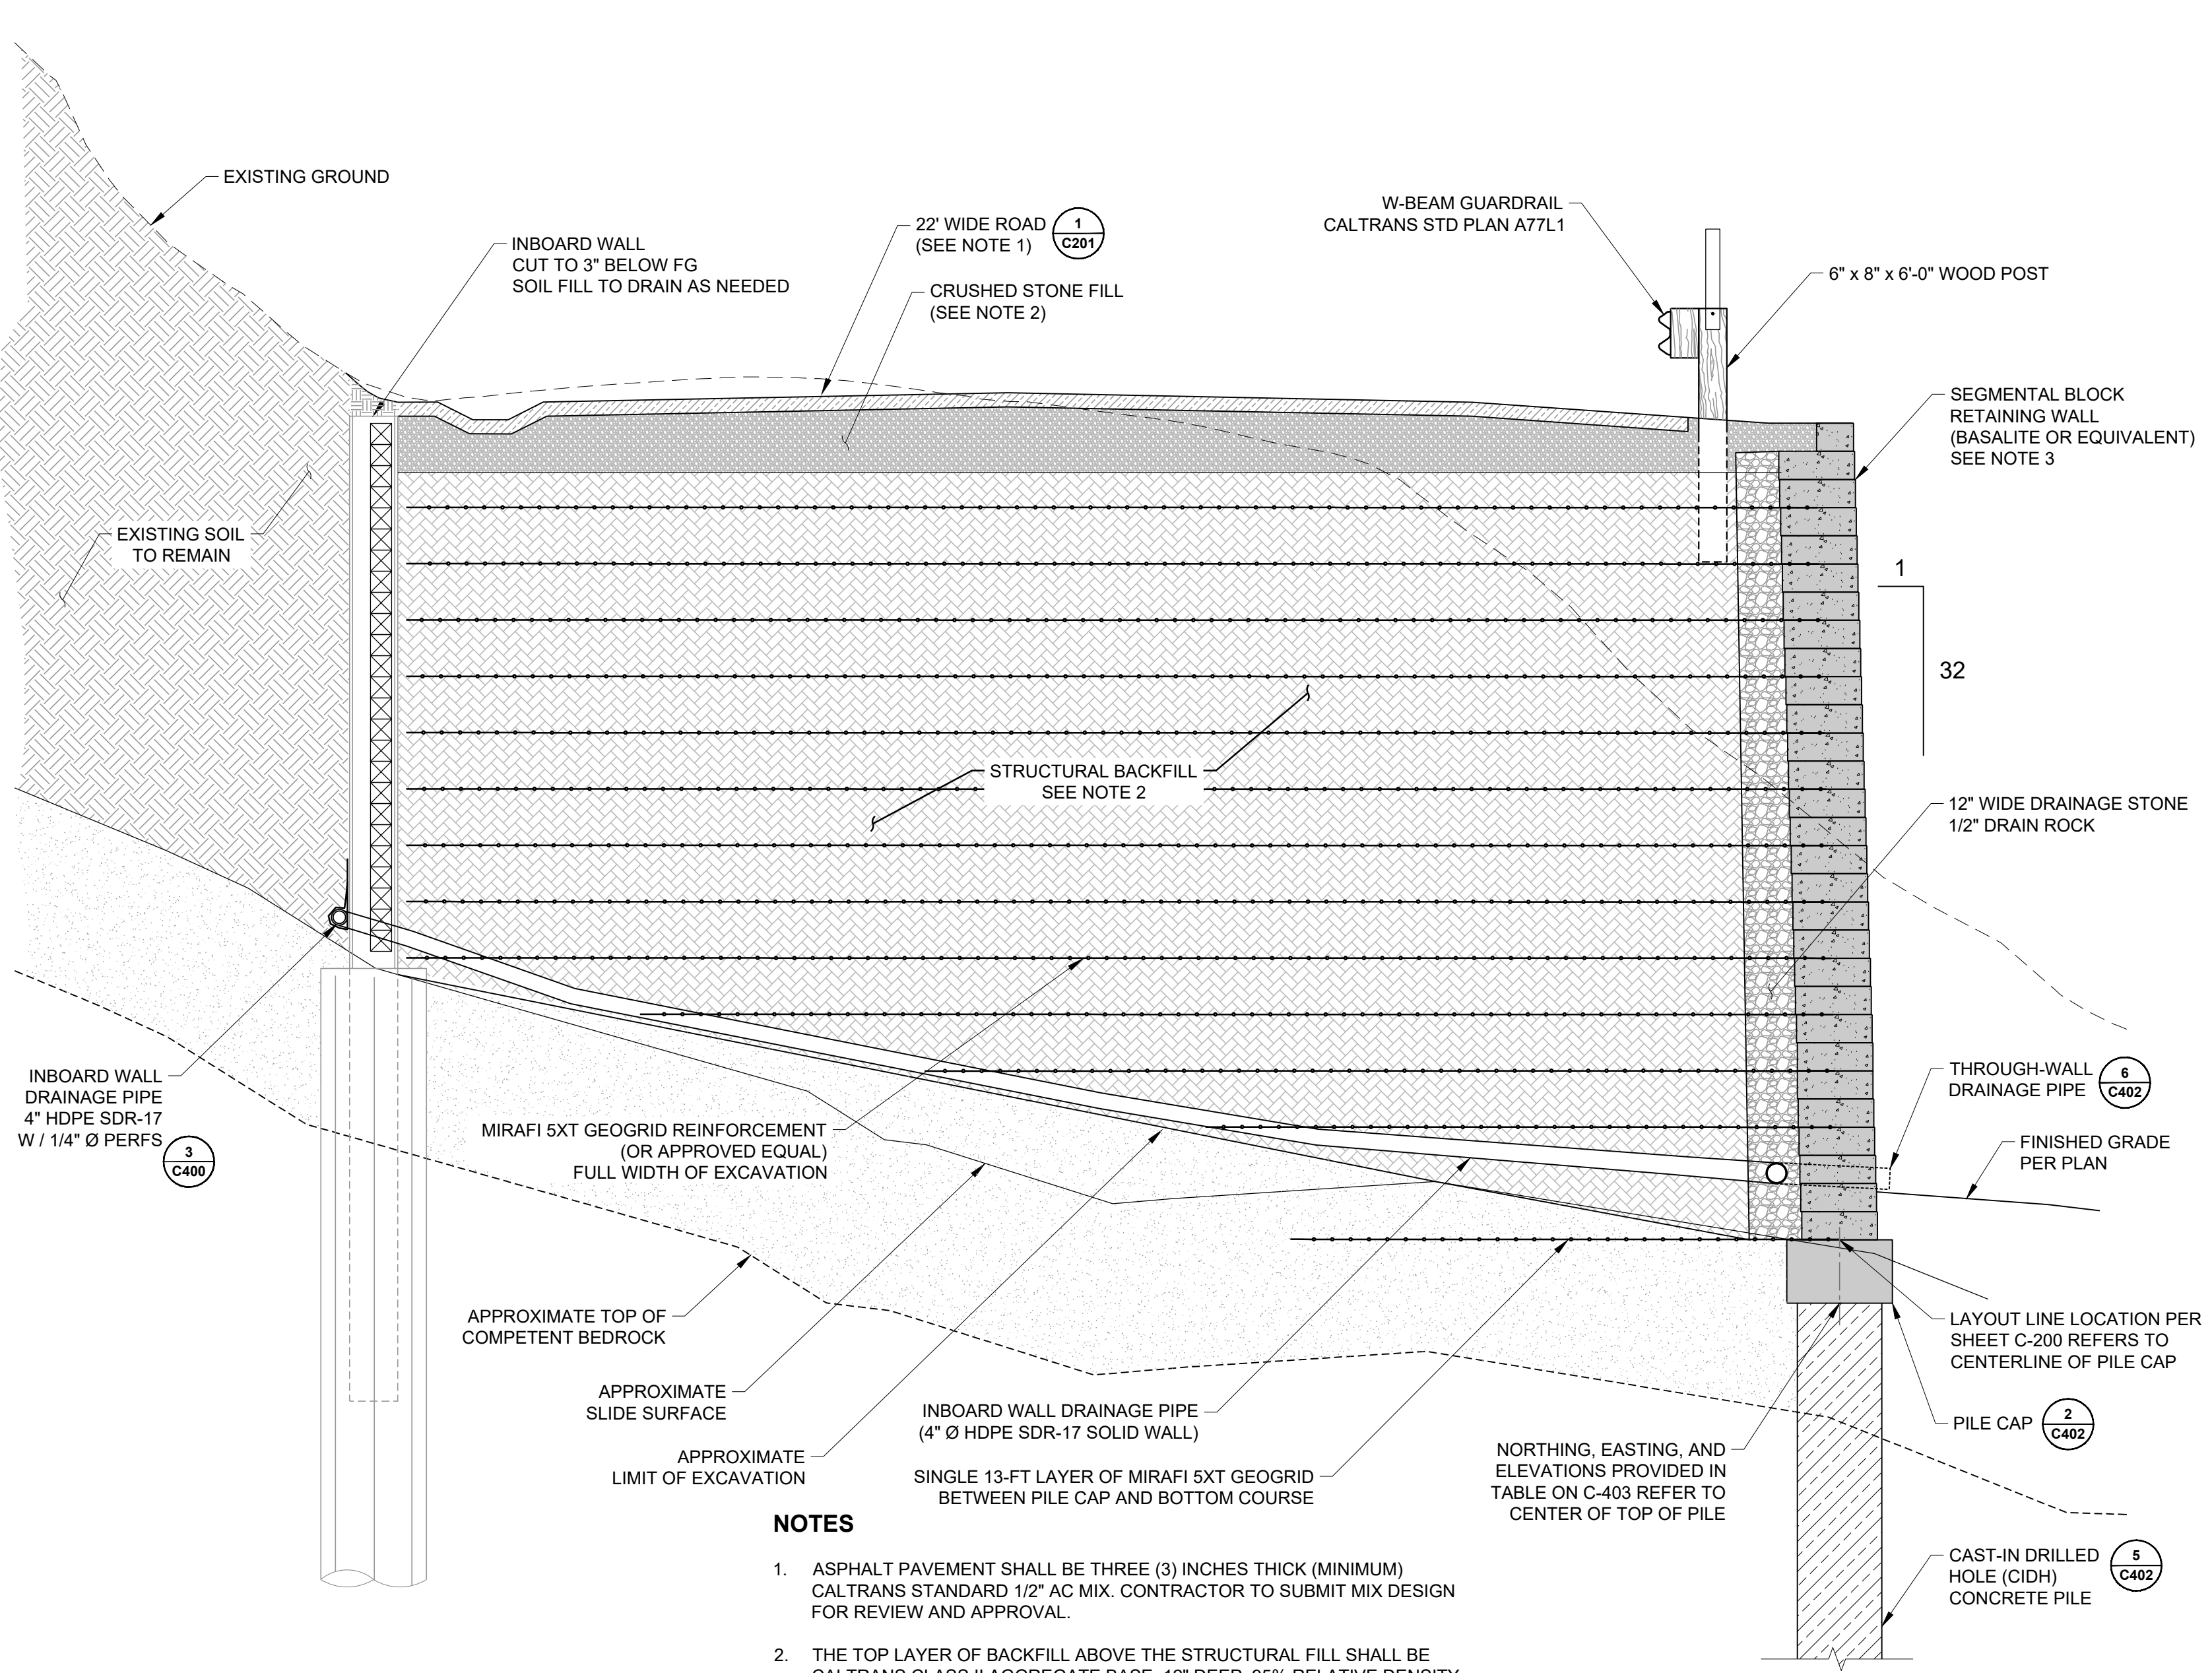 EXISTING GROUND
INBOARD WALL
CUT TO 3" BELOW FG
SOIL FILL TO DRAIN AS NEEDED
22' WIDE ROAD
(SEE NOTE 1)
1
C201
CRUSHED STONE FILL
(SEE NOTE 2)
W-BEAM GUARDRAIL
CALTRANS STD PLAN A77L1
6" x 8" x 6'-0" WOOD POST
SEGMENTAL BLOCK
RETAINING WALL
(BASALITE OR EQUIVALENT)
SEE NOTE 3
EXISTING SOIL
TO REMAIN
1
32
STRUCTURAL BACKFILL
SEE NOTE 2
12" WIDE DRAINAGE STONE
1/2" DRAIN ROCK
INBOARD WALL
DRAINAGE PIPE
4" HDPE SDR-17
W / 1/4" Ø PERFS
3
C400
MIRAFI 5XT GEOGRID REINFORCEMENT
(OR APPROVED EQUAL)
FULL WIDTH OF EXCAVATION
THROUGH-WALL
DRAINAGE PIPE
6
C402
FINISHED GRADE
PER PLAN
APPROXIMATE TOP OF
COMPETENT BEDROCK
APPROXIMATE
SLIDE SURFACE
APPROXIMATE
LIMIT OF EXCAVATION
INBOARD WALL DRAINAGE PIPE
(4" Ø HDPE SDR-17 SOLID WALL)
SINGLE 13-FT LAYER OF MIRAFI 5XT GEOGRID
BETWEEN PILE CAP AND BOTTOM COURSE
NORTHING, EASTING, AND
ELEVATIONS PROVIDED IN
TABLE ON C-403 REFER TO
CENTER OF TOP OF PILE
LAYOUT LINE LOCATION PER
SHEET C-200 REFERS TO
CENTERLINE OF PILE CAP
PILE CAP
2
C402
CAST-IN DRILLED
HOLE (CIDH)
CONCRETE PILE
5
C402
NOTES
1. ASPHALT PAVEMENT SHALL BE THREE (3) INCHES THICK (MINIMUM)
CALTRANS STANDARD 1/2" AC MIX. CONTRACTOR TO SUBMIT MIX DESIGN
FOR REVIEW AND APPROVAL.
2. THE TOP LAYER OF BACKFILL ABOVE THE STRUCTURAL FILL SHALL BE